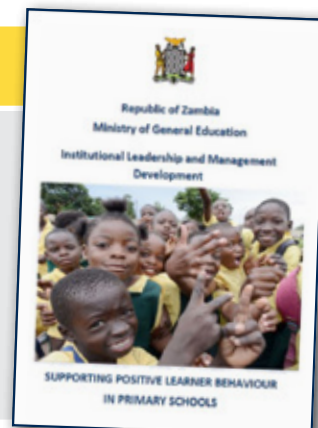 Republic of Zambia
Ministry of General Education
Institutional Leadership and Management
Development
SUPPORTING POSITIVE LEARNER BEHAVIOUR
IN PRIMARY SCHOOLS